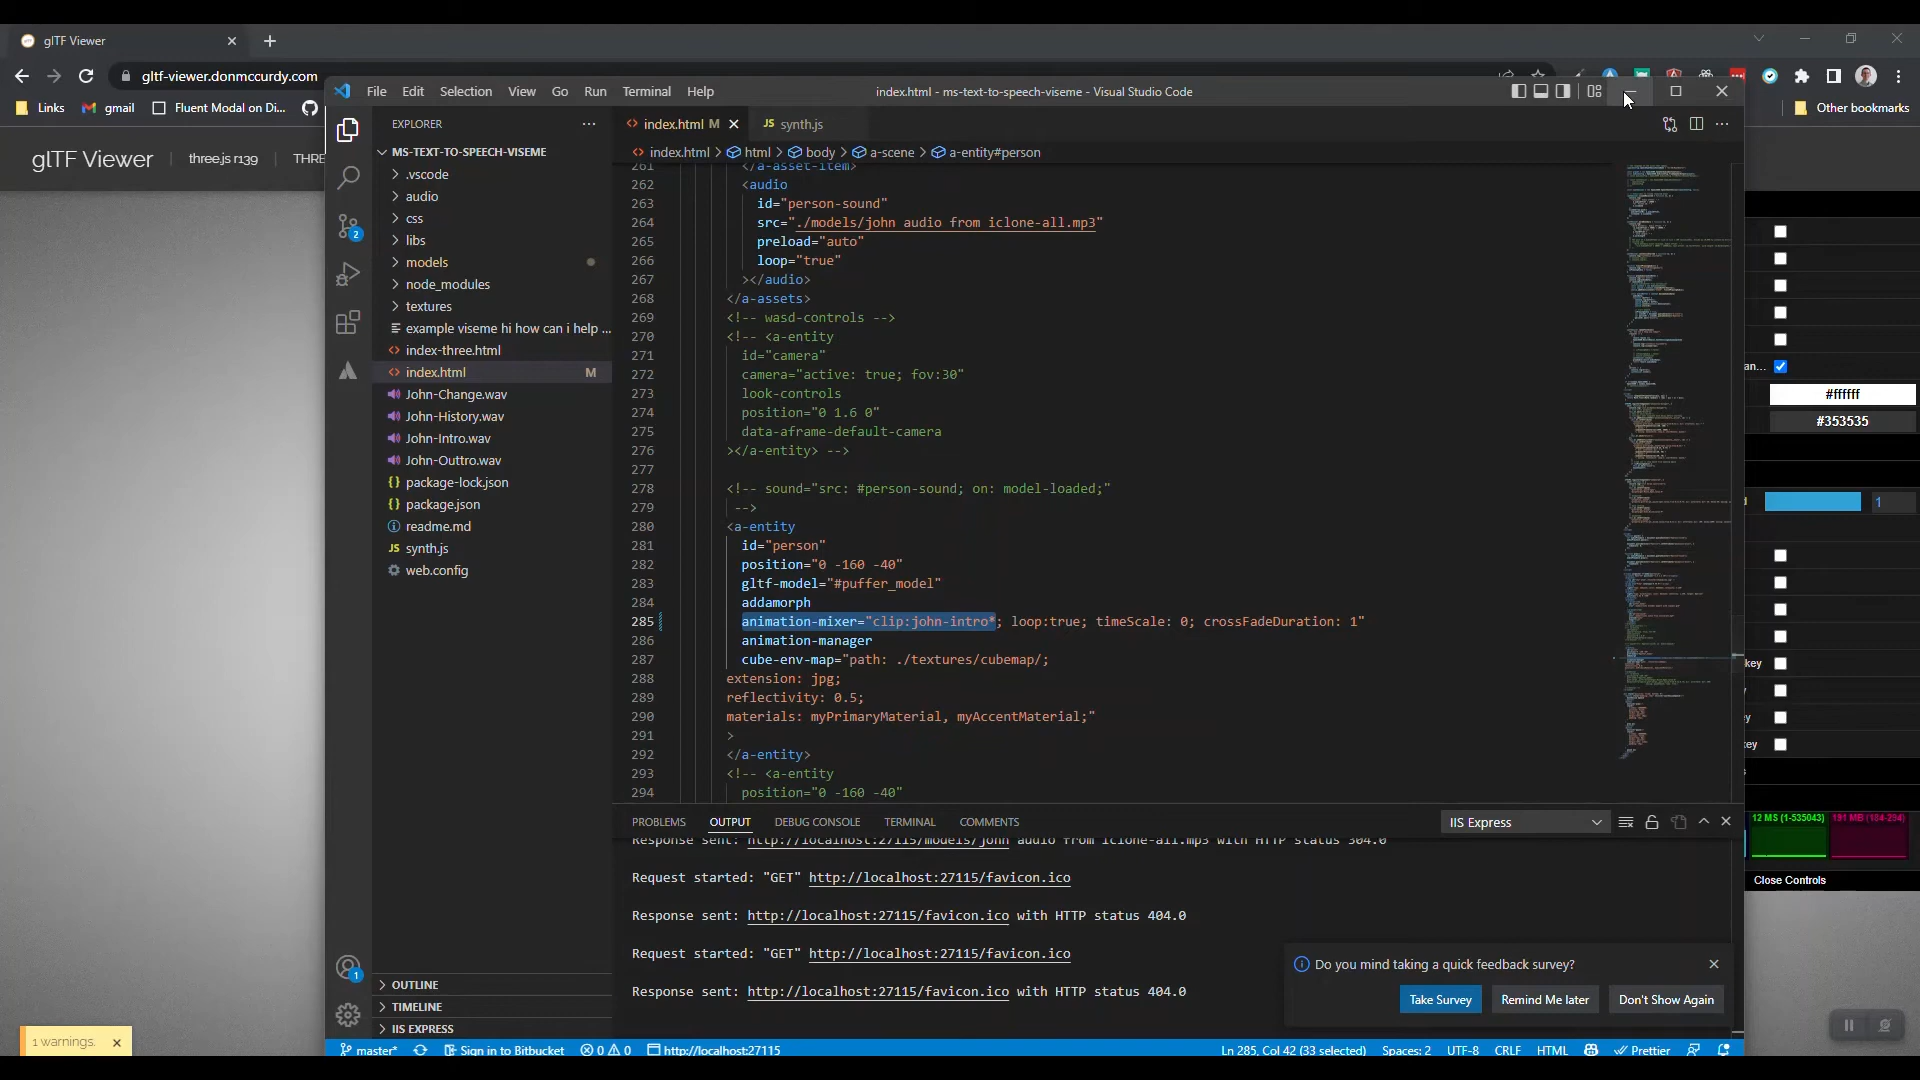 glTF Viewer
gltf-viewer.donmccurdy.com
Links
gmail
Fluent Modal on Di...
Other bookmarks
glTF Viewer
three.js r139
THRE
File Edit Selection View Go Run Terminal Help
index.html - ms-text-to-speech-viseme - Visual Studio Code
EXPLORER
MS-TEXT-TO-SPEECH-VISEME
.vscode
audio
css
libs
models
node_modules
textures
example viseme hi how can i help ...
index-three.html
index.html M
John-Change.wav
John-History.wav
John-Intro.wav
John-Outtro.wav
package-lock.json
package.json
readme.md
JS synth.js
web.config
OUTLINE
TIMELINE
IIS EXPRESS
2
1
index.html M
JS synth.js
index.html > html > body > a-scene > a-entity#person
261 </a-asset-item>
262 <audio
263 id="person-sound"
264 src="./models/john audio from iclone-all.mp3"
265 preload="auto"
266 loop="true"
267 ></audio>
268 </a-assets>
269 <!-- wasd-controls -->
270 <!-- <a-entity
271 id="camera"
272 camera="active: true; fov:30"
273 look-controls
274 position="0 1.6 0"
275 data-aframe-default-camera
276 ></a-entity> -->
277
278 <!-- sound="src: #person-sound; on: model-loaded;"
279 -->
280 <a-entity
281 id="person"
282 position="0 -160 -40"
283 gltf-model="#puffer_model"
284 addamorph
285 animation-mixer="clip:john-intro*; loop:true; timeScale: 0; crossFadeDuration: 1"
286 animation-manager
287 cube-env-map="path: ./textures/cubemap/;
288 extension: jpg;
289 reflectivity: 0.5;
290 materials: myPrimaryMaterial, myAccentMaterial;"
291 >
292 </a-entity>
293 <!-- <a-entity
294 position="0 -160 -40"
PROBLEMS OUTPUT DEBUG CONSOLE TERMINAL COMMENTS
IIS Express
Response sent: http://localhost:27115/models/john audio from iclone-all.mp3 with HTTP status 304.0
Request started: "GET" http://localhost:27115/favicon.ico
Response sent: http://localhost:27115/favicon.ico with HTTP status 404.0
Request started: "GET" http://localhost:27115/favicon.ico
Response sent: http://localhost:27115/favicon.ico with HTTP status 404.0
Do you mind taking a quick feedback survey?
Take Survey
Remind Me later
Don't Show Again
an...
#ffffff
#353535
d
1
key
y
ey
12 MS (1-535043)
191 MB (184-234)
Close Controls
1 warnings.
master*
Sign in to Bitbucket
0 0
http://localhost:27115
Ln 285, Col 42 (33 selected)
Spaces: 2
UTF-8
CRLF
HTML
Prettier